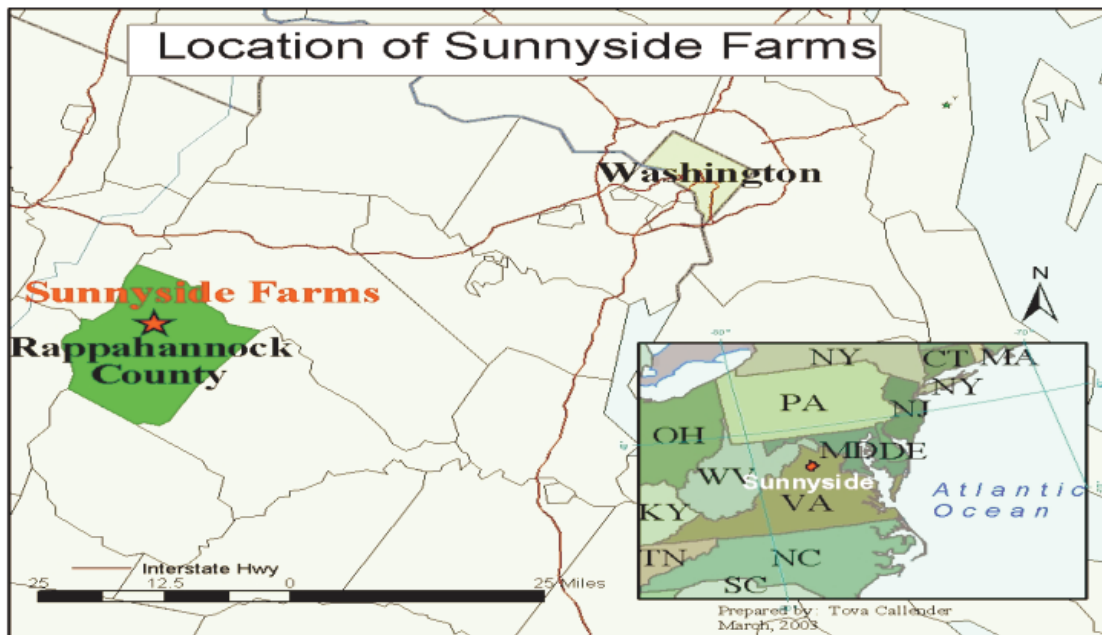 Location of Sunnyside Farms
Washington
N
Sunnyside Farms
Rappahannock
County
-80°
-70°
NY
CT
MA
NY
PA
NJ
OH
MD
DE
WV
Sunnyside
VA
KY
Atlantic
Ocean
TN
NC
SC
Interstate Hwy
25 12.5 0 25 Miles
Prepared by: Tova Callender
March, 2003